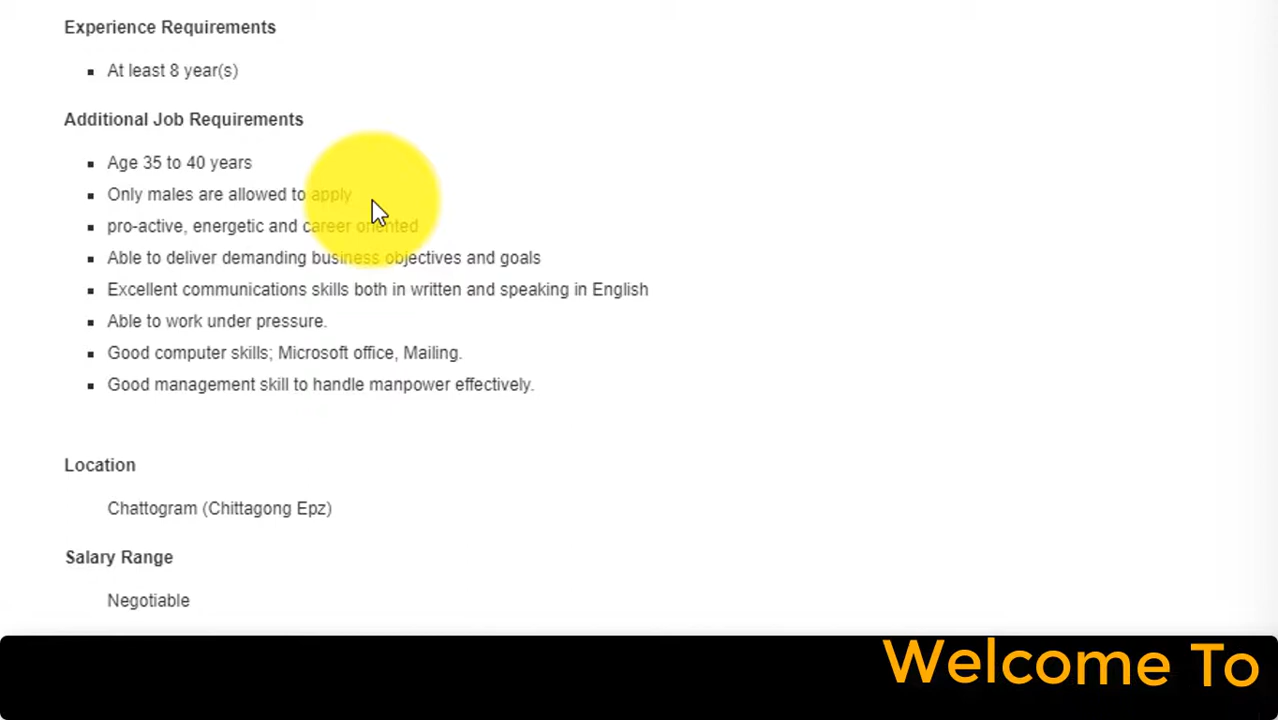 Experience Requirements
At least 8 year(s)
Additional Job Requirements
Age 35 to 40 years
Only males are allowed to apply
pro-active, energetic and career oriented
Able to deliver demanding business objectives and goals
Excellent communications skills both in written and speaking in English
Able to work under pressure.
Good computer skills; Microsoft office, Mailing.
Good management skill to handle manpower effectively.
Location
Chattogram (Chittagong Epz)
Salary Range
Negotiable
Welcome To